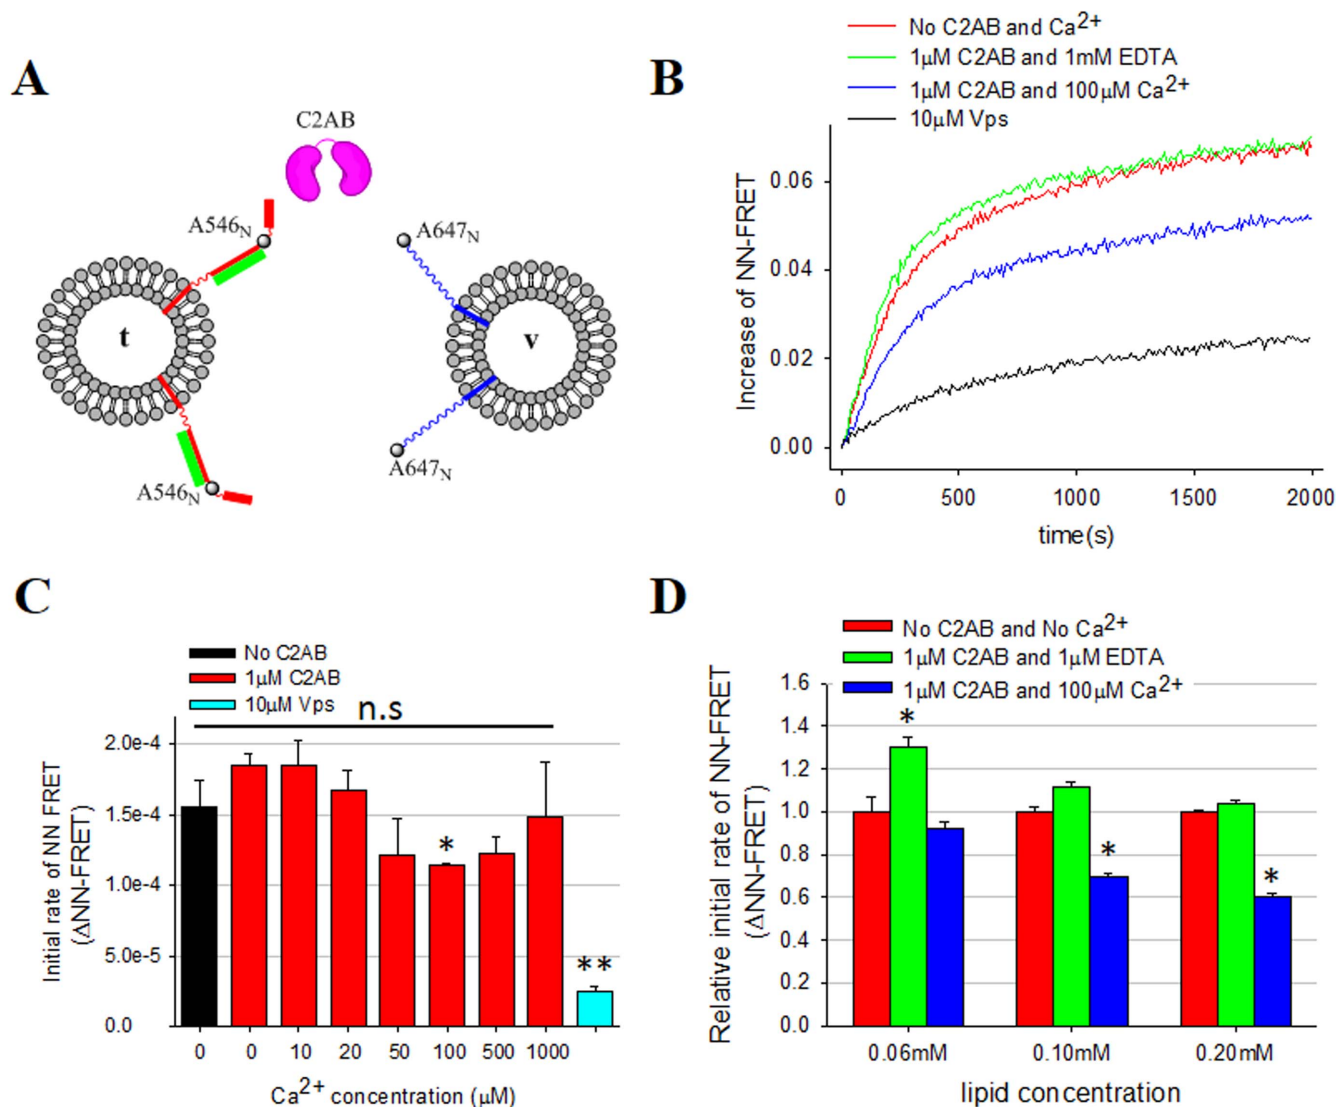 A
C2AB
A546N
A647N
t
v
A546N
A647N
B
No C2AB and Ca2+
1μM C2AB and 1mM EDTA
1μM C2AB and 100μM Ca2+
10μM Vps
Increase of NN-FRET
0.06
0.04
0.02
0.00
0 500 1000 1500 2000
time(s)
C
No C2AB
1μM C2AB
10μM Vps
n.s
Initial rate of NN FRET
(ΔNN-FRET)
2.0e-4
1.5e-4
1.0e-4
5.0e-5
0.0
*
**
0 0 10 20 50 100 500 1000
Ca2+ concentration (μM)
D
No C2AB and No Ca2+
1μM C2AB and 1μM EDTA
1μM C2AB and 100μM Ca2+
Relative initial rate of NN-FRET
(ΔNN-FRET)
1.6
1.4
1.2
1.0
0.8
0.6
0.4
0.2
0.0
*
*
*
0.06mM 0.10mM 0.20mM
lipid concentration